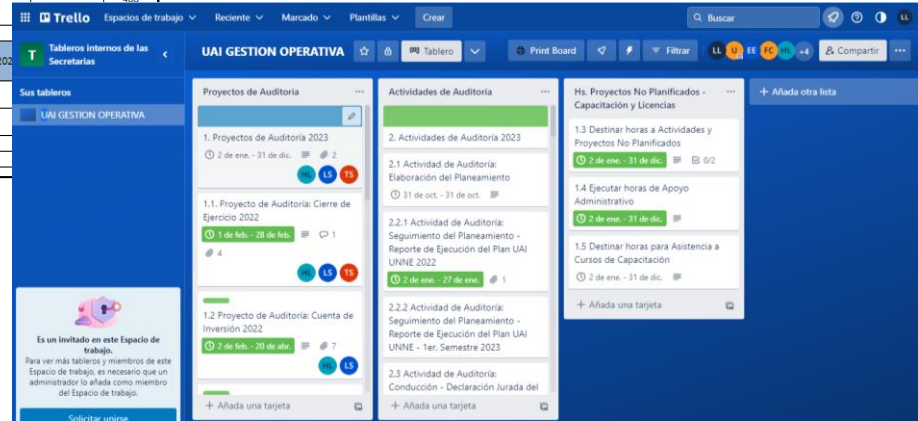 Trello Espacios de trabajo Reciente Marcado Plantillas Crear Buscar LL
T Tableros internos de las
Secretarias
UAI GESTION OPERATIVA Tablero Print Board Filtrar LL U EE FC HL +4 Compartir
Sus tableros
UAI GESTION OPERATIVA
Es un invitado en este Espacio de
trabajo.
Para ver más tableros y miembros de este
Espacio de trabajo, es necesario que un
administrador lo añada como miembro
del Espacio de trabajo.
Solicitar unirse
Proyectos de Auditoria
1. Proyectos de Auditoría 2023
2 de ene. - 31 de dic. 2
HL LS TS
1.1. Proyecto de Auditoría: Cierre de
Ejercicio 2022
1 de feb. - 28 de feb. 1
4
HL LS TS
1.2 Proyecto de Auditoría: Cuenta de
Inversión 2022
2 de feb. - 20 de abr. 7
HL LS
+ Añada una tarjeta
Actividades de Auditoría
2. Actividades de Auditoría 2023
2.1 Actividad de Auditoría:
Elaboración del Planeamiento
31 de oct. - 31 de oct.
2.2.1 Actividad de Auditoría:
Seguimiento del Planeamiento -
Reporte de Ejecución del Plan UAI
UNNE 2022
2 de ene. - 27 de ene. 1
2.2.2 Actividad de Auditoría:
Seguimiento del Planeamiento -
Reporte de Ejecución del Plan UAI
UNNE - 1er. Semestre 2023
2.3 Actividad de Auditoría:
Conducción - Declaración Jurada del
+ Añada una tarjeta
Hs. Proyectos No Planificados -
Capacitación y Licencias
1.3 Destinar horas a Actividades y
Proyectos No Planificados
2 de ene. - 31 de dic. 0/2
1.4 Ejecutar horas de Apoyo
Administrativo
2 de ene. - 31 de dic.
1.5 Destinar horas para Asistencia a
Cursos de Capacitación
2 de ene. - 31 de dic.
+ Añada una tarjeta
+ Añada otra lista